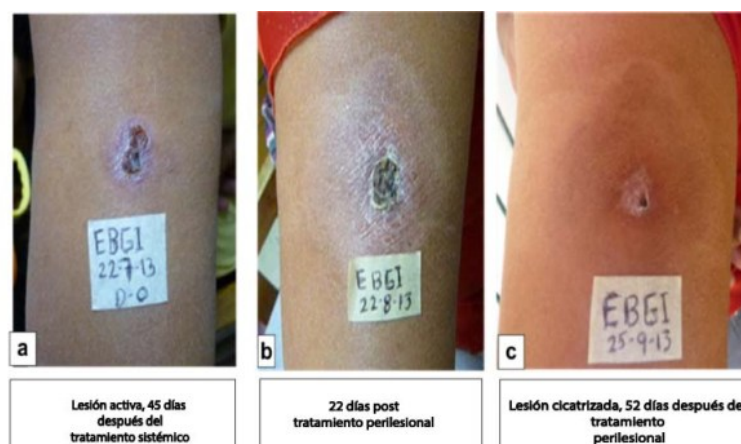 EBGI
22-7-13
D-0
a
EBGI
22-8-13
b
EBGI
25-9-13
c
Lesión activa, 45 días
después del
tratamiento sistémico
22 días post
tratamiento perilesional
Lesión cicatrizada, 52 días después de
tratamiento
perilesional